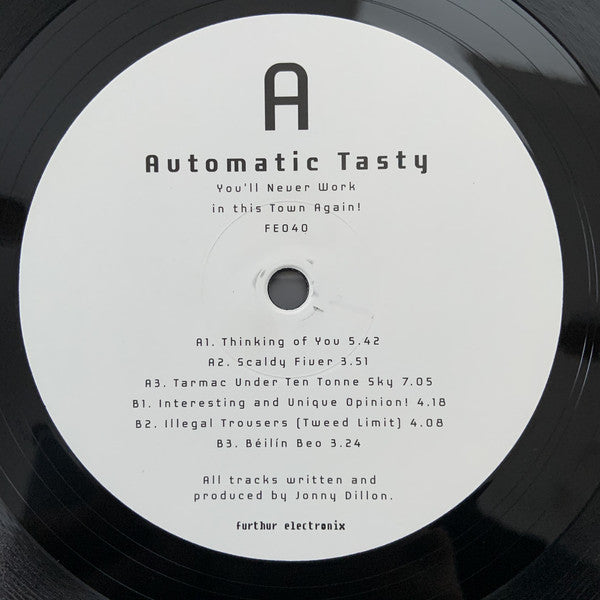 A
Automatic Tasty
You'll Never Work
in this Town Again!
FE040
A1. Thinking of You 5.42
A2. Scaldy Fiver 3.51
A3. Tarmac Under Ten Tonne Sky 7.05
B1. Interesting and Unique Opinion! 4.18
B2. Illegal Trousers (Tweed Limit) 4.08
B3. Béilín Beo 3.24
All tracks written and
produced by Jonny Dillon.
furthur electronix